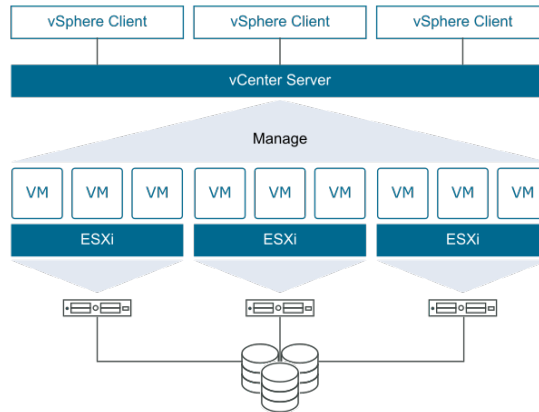 vSphere Client vSphere Client vSphere Client
vCenter Server
Manage
VM VM VM VM VM VM VM VM VM
ESXi ESXi ESXi